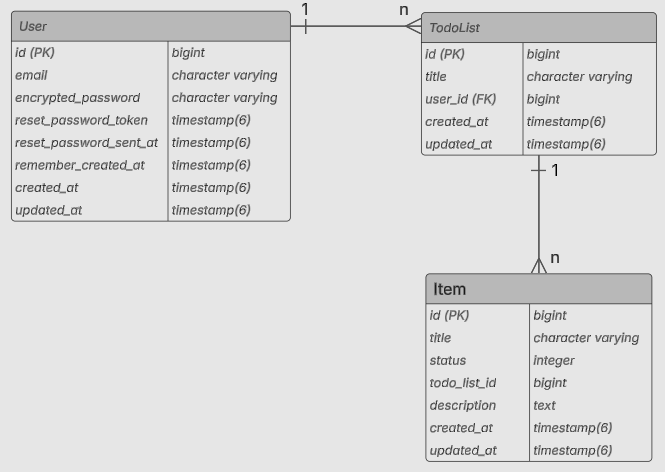 User
id (PK) bigint
email character varying
encrypted_password character varying
reset_password_token timestamp(6)
reset_password_sent_at timestamp(6)
remember_created_at timestamp(6)
created_at timestamp(6)
updated_at timestamp(6)
1 n
TodoList
id (PK) bigint
title character varying
user_id (FK) bigint
created_at timestamp(6)
updated_at timestamp(6)
1
n
Item
id (PK) bigint
title character varying
status integer
todo_list_id bigint
description text
created_at timestamp(6)
updated_at timestamp(6)